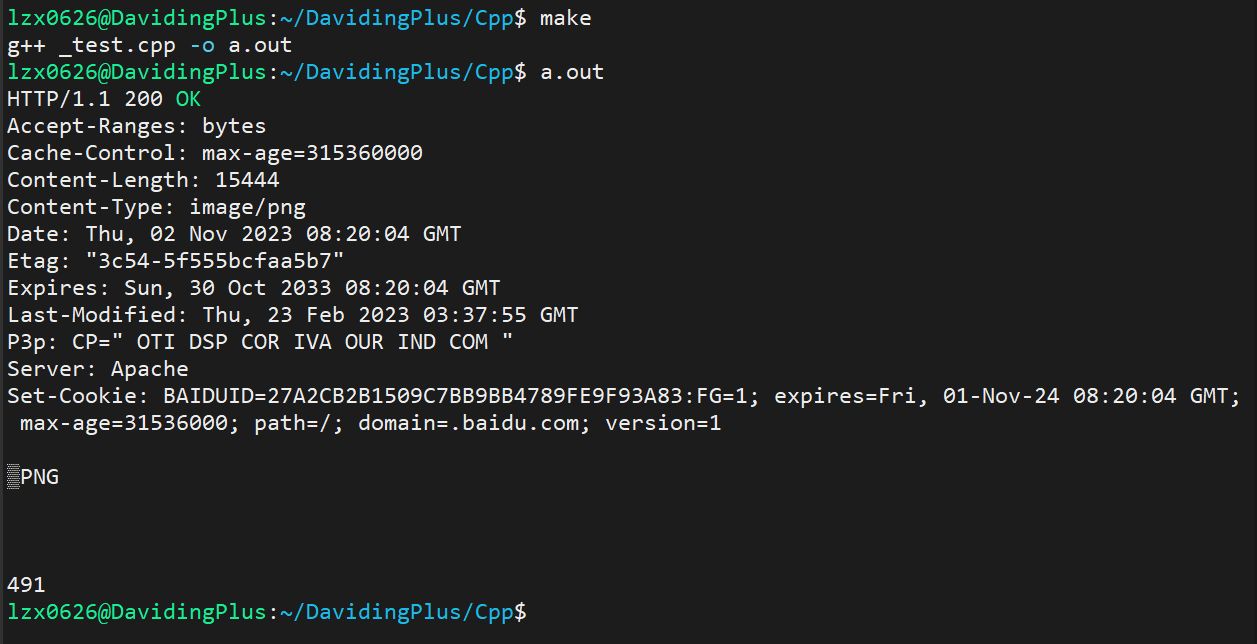 lzx0626@DavidingPlus:~/DavidingPlus/Cpp$ make
g++ _test.cpp -o a.out
lzx0626@DavidingPlus:~/DavidingPlus/Cpp$ a.out
HTTP/1.1 200 OK
Accept-Ranges: bytes
Cache-Control: max-age=315360000
Content-Length: 15444
Content-Type: image/png
Date: Thu, 02 Nov 2023 08:20:04 GMT
Etag: "3c54-5f555bcfaa5b7"
Expires: Sun, 30 Oct 2033 08:20:04 GMT
Last-Modified: Thu, 23 Feb 2023 03:37:55 GMT
P3p: CP=" OTI DSP COR IVA OUR IND COM "
Server: Apache
Set-Cookie: BAIDUID=27A2CB2B1509C7BB9BB4789FE9F93A83:FG=1; expires=Fri, 01-Nov-24 08:20:04 GMT;
max-age=31536000; path=/; domain=.baidu.com; version=1
PNG
491
lzx0626@DavidingPlus:~/DavidingPlus/Cpp$